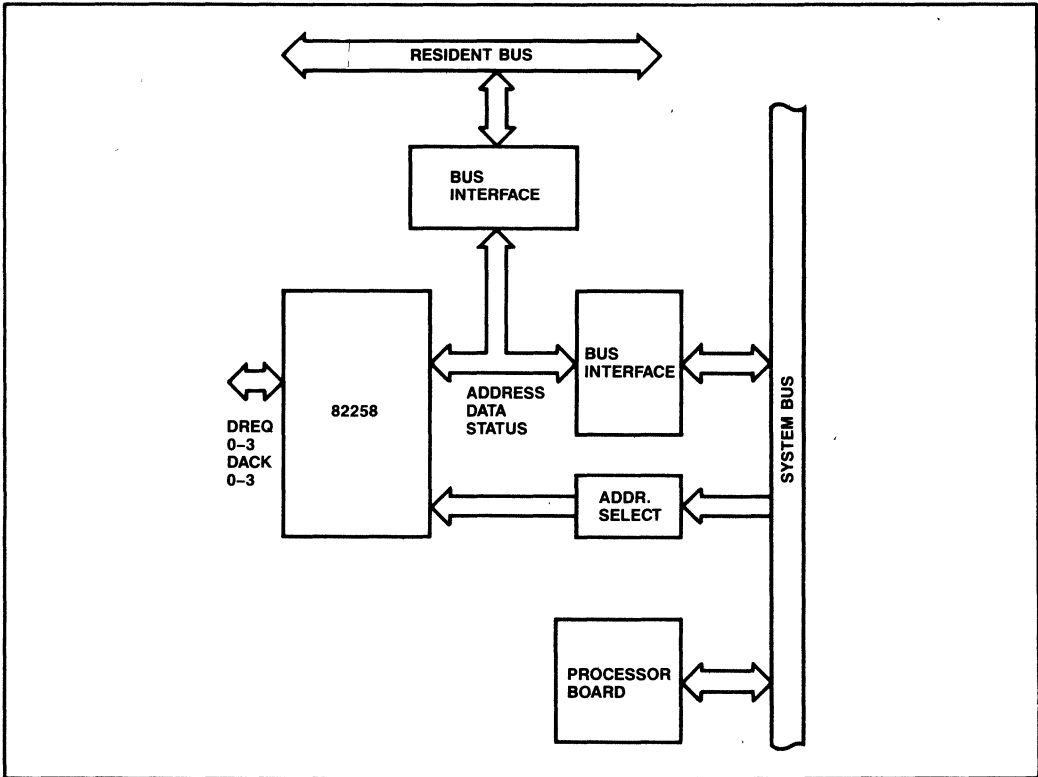 RESIDENT BUS
BUS
INTERFACE
82258
ADDRESS
DATA
STATUS
BUS
INTERFACE
DREQ
0–3
DACK
0–3
ADDR.
SELECT
SYSTEM BUS
PROCESSOR
BOARD